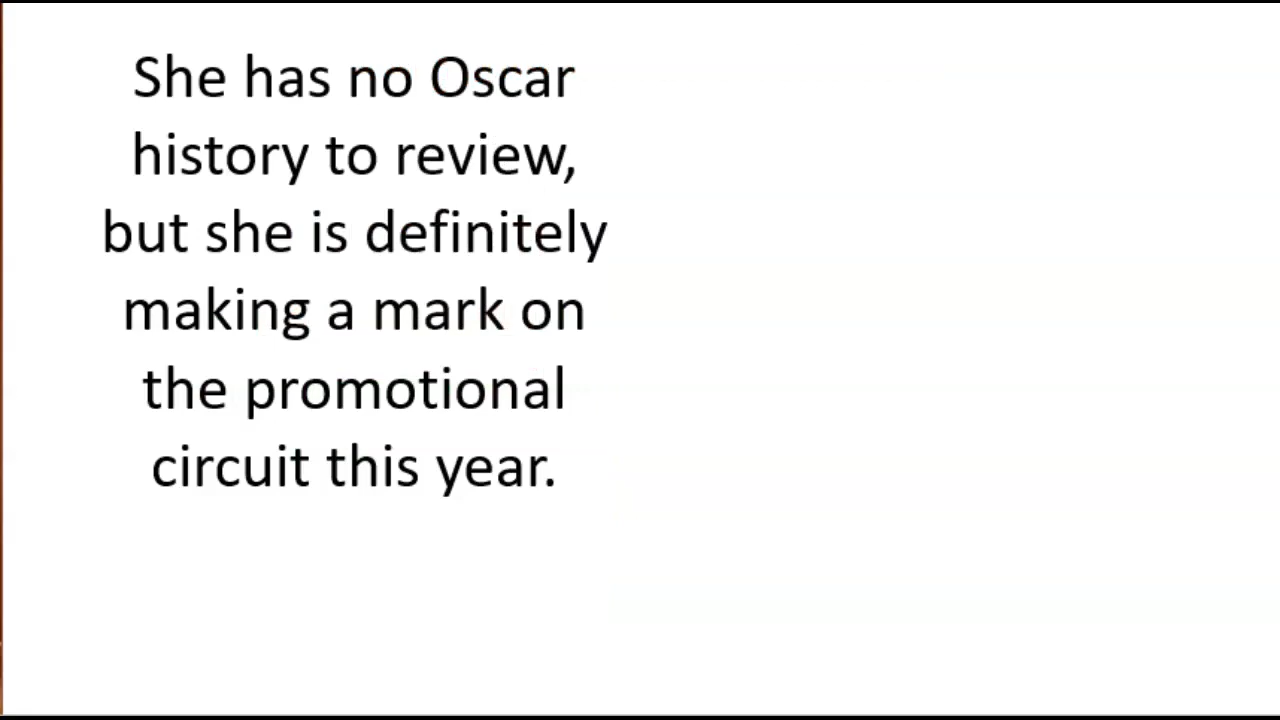 She has no Oscar
history to review,
but she is definitely
making a mark on
the promotional
circuit this year.